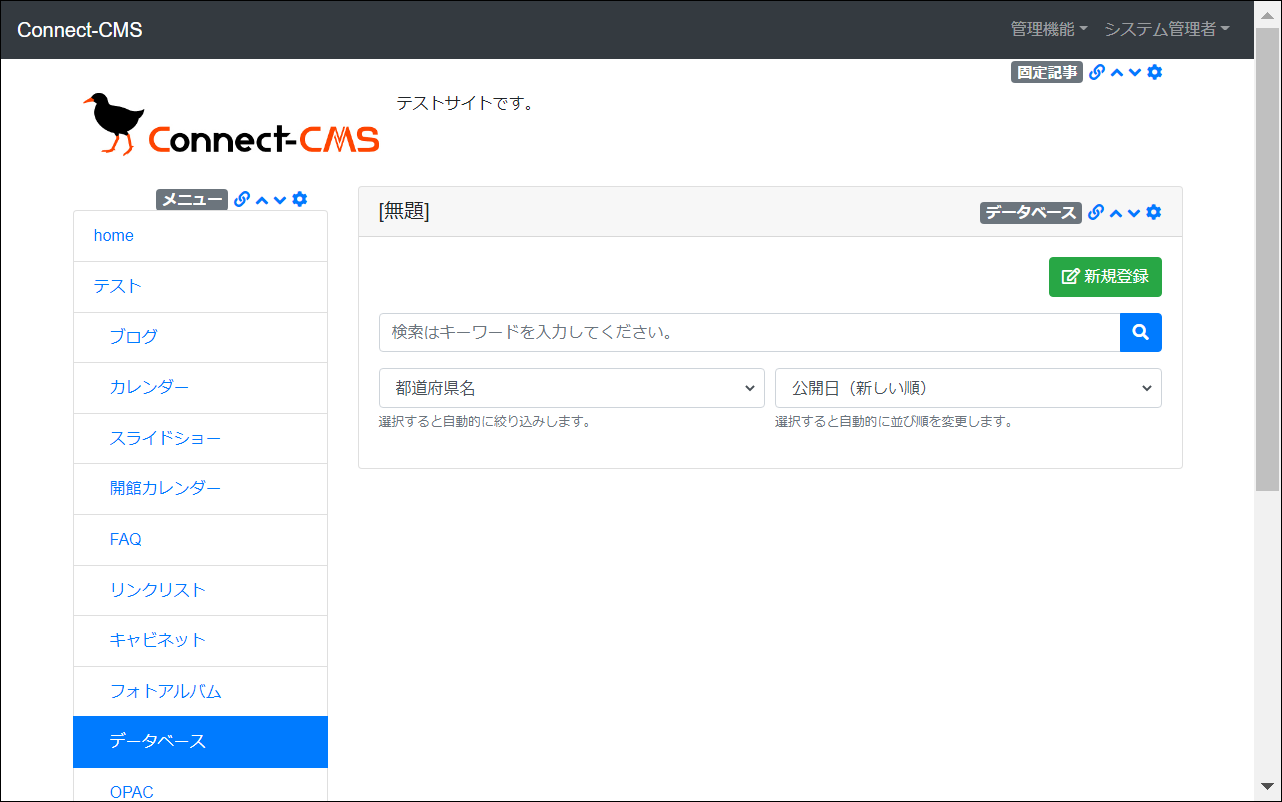 Connect-CMS
管理機能 システム管理者
固定記事
Connect-CMS
テストサイトです。
メニュー
home
テスト
ブログ
カレンダー
スライドショー
開館カレンダー
FAQ
リンクリスト
キャビネット
フォトアルバム
データベース
OPAC
[無題]
データベース
新規登録
検索はキーワードを入力してください。
都道府県名
公開日（新しい順）
選択すると自動的に絞り込みします。
選択すると自動的に並び順を変更します。